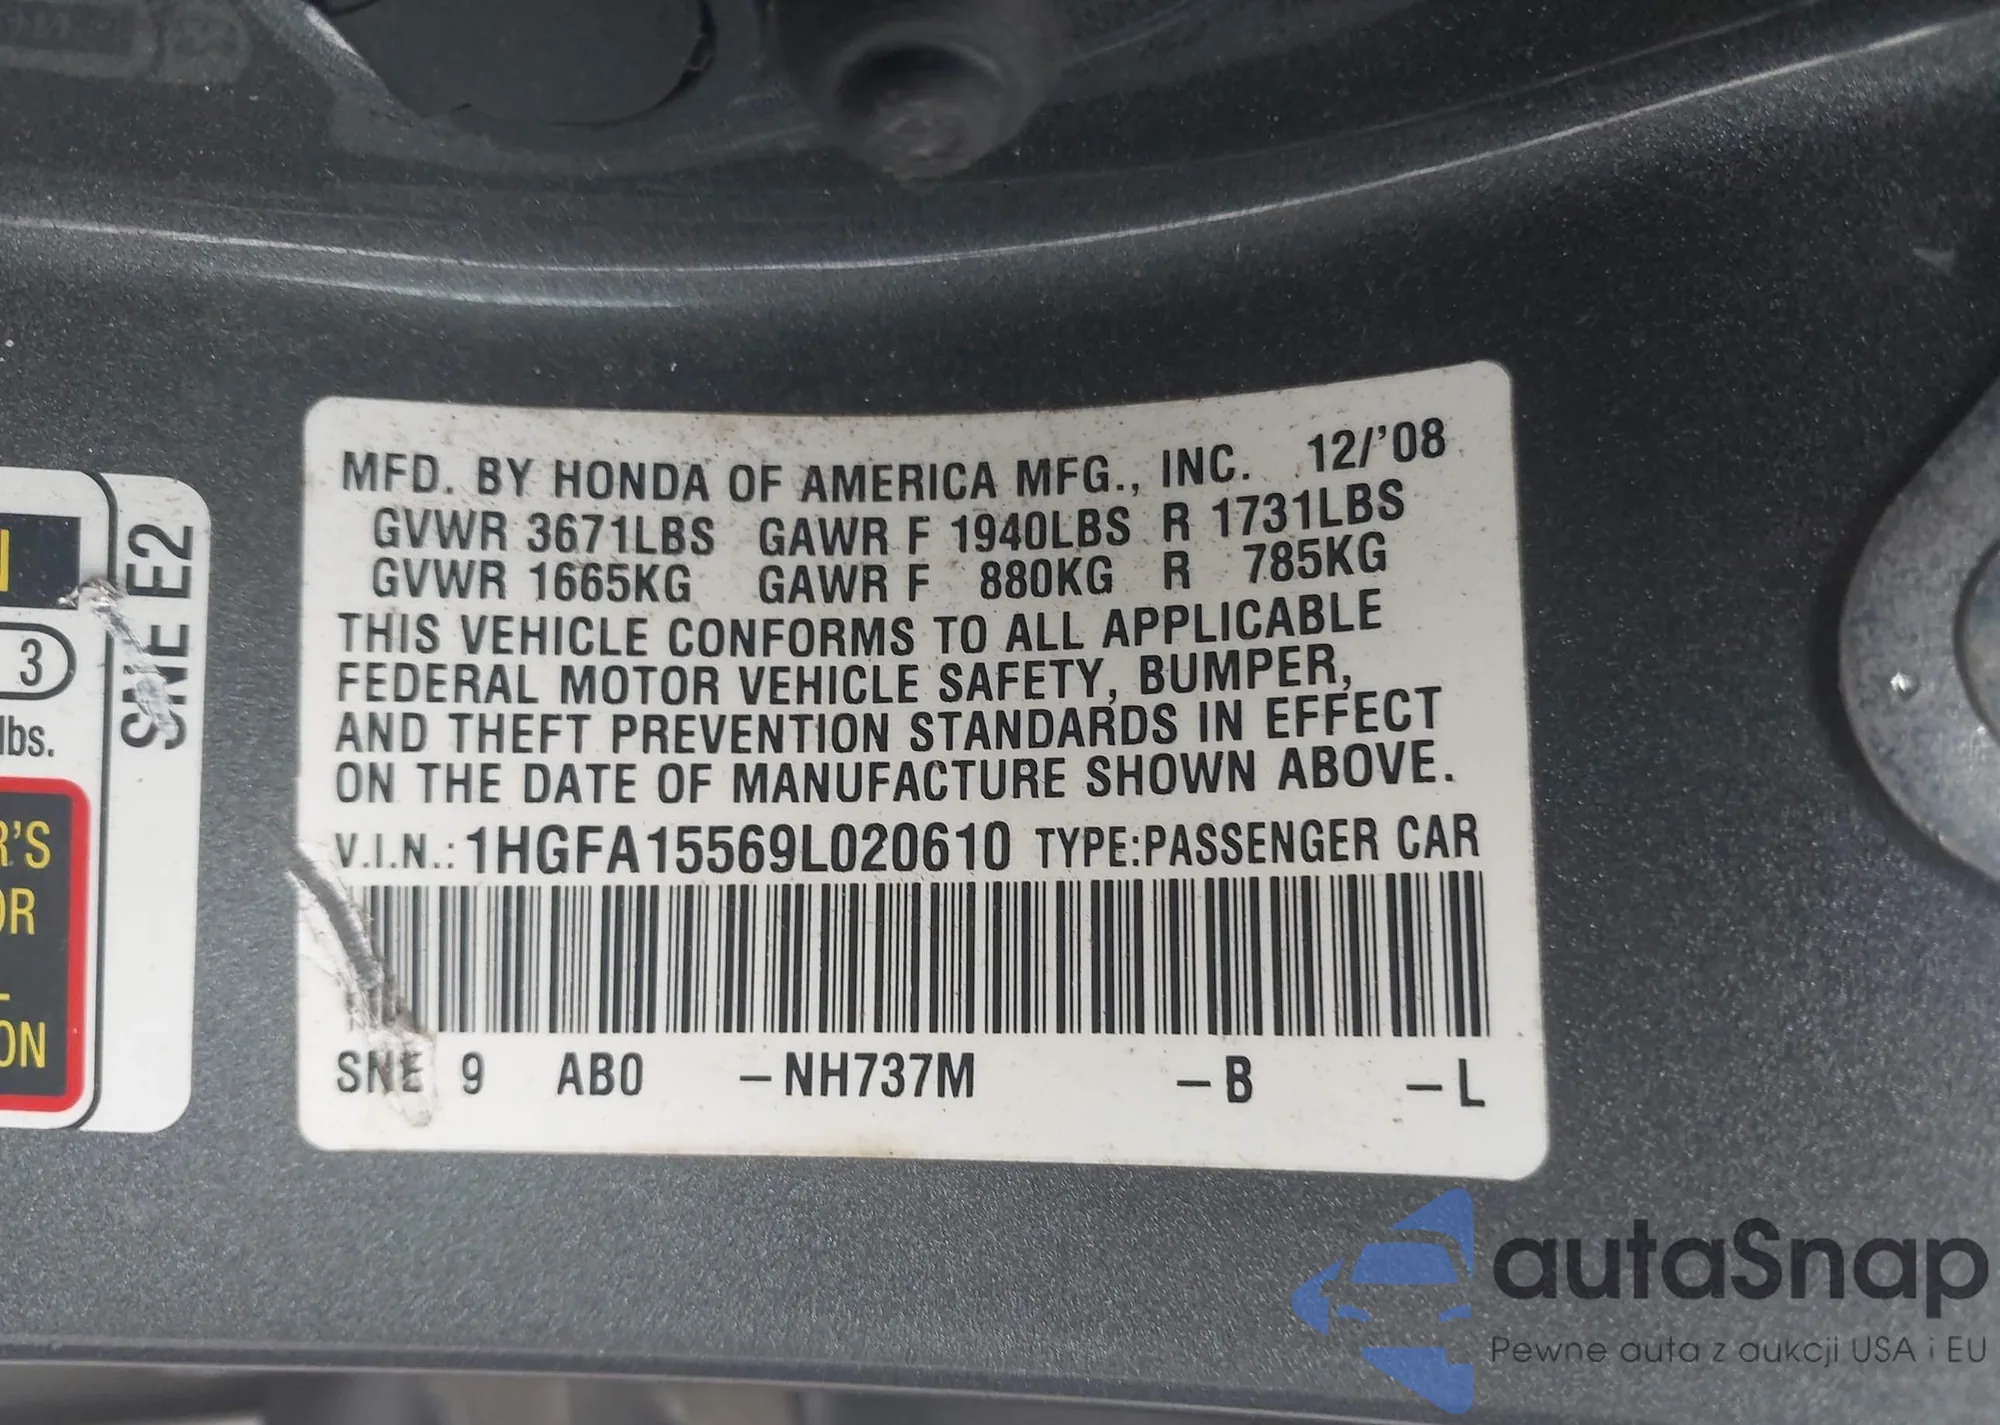 MFD. BY HONDA OF AMERICA MFG., INC. 12/'08
GVWR 3671LBS GAWR F 1940LBS R 1731LBS
GVWR 1665KG GAWR F 880KG R 785KG
THIS VEHICLE CONFORMS TO ALL APPLICABLE
FEDERAL MOTOR VEHICLE SAFETY, BUMPER,
AND THEFT PREVENTION STANDARDS IN EFFECT
ON THE DATE OF MANUFACTURE SHOWN ABOVE.
V.I.N.: 1HGFA15569L020610 TYPE:PASSENGER CAR
SNE 9 AB0 –NH737M –B –L
SNE E2
3
lbs.
R'S
OR
ON
autaSnap
Pewne auta z aukcji USA i EU